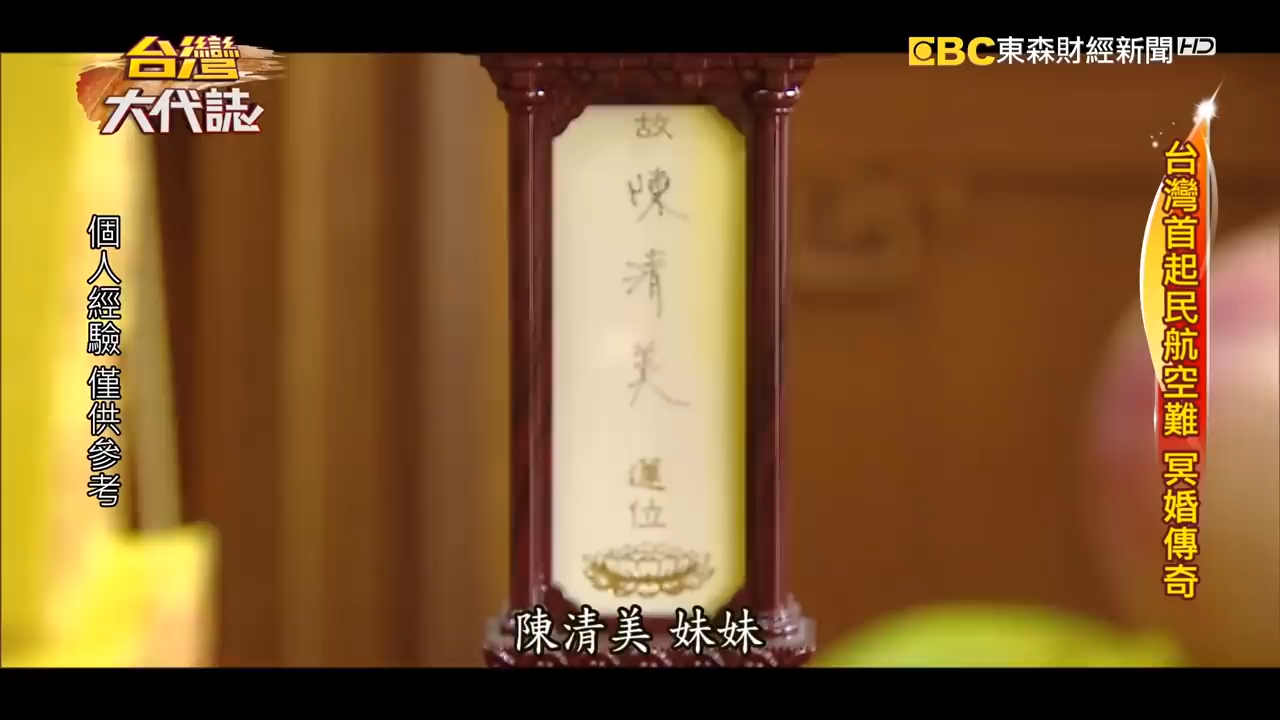 台灣
大代誌
EBC東森財經新聞HD
個人經驗 僅供參考
故
陳
清
美
蓮
位
台灣首起民航空難 冥婚傳奇
陳清美 妹妹